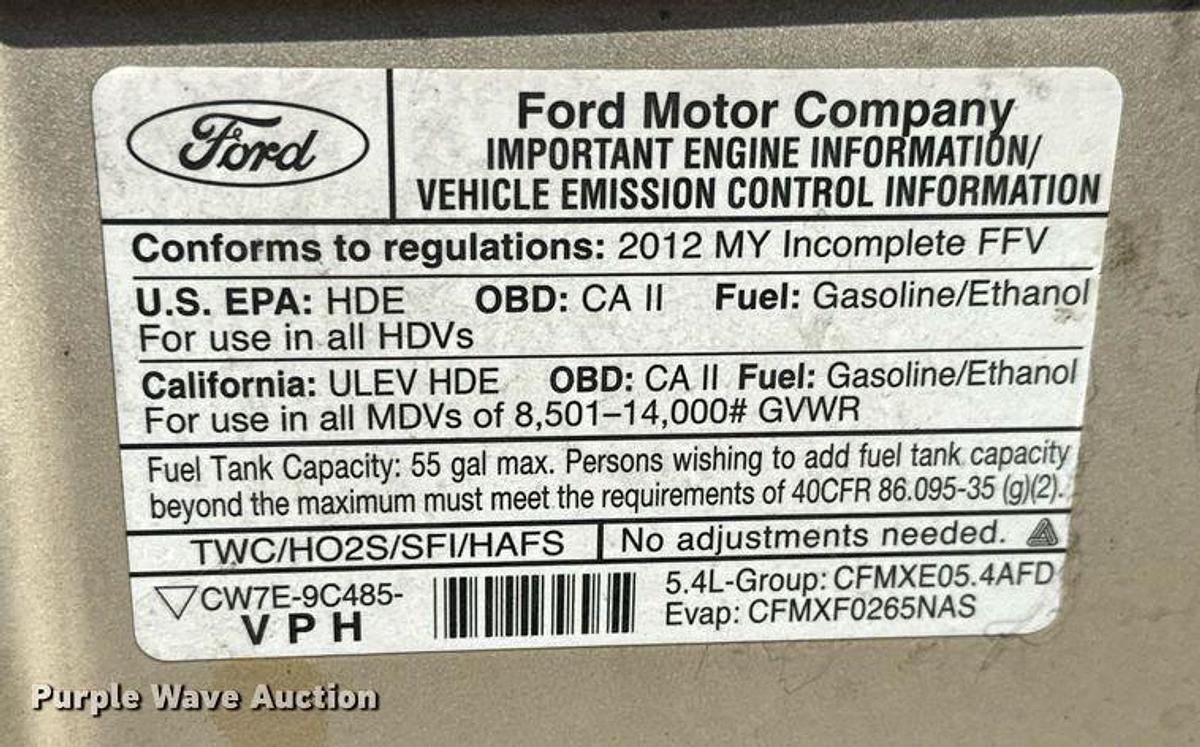 Ford
Ford Motor Company
IMPORTANT ENGINE INFORMATION/
VEHICLE EMISSION CONTROL INFORMATION
Conforms to regulations: 2012 MY Incomplete FFV
U.S. EPA: HDE OBD: CA II Fuel: Gasoline/Ethanol
For use in all HDVs
California: ULEV HDE OBD: CA II Fuel: Gasoline/Ethanol
For use in all MDVs of 8,501–14,000# GVWR
Fuel Tank Capacity: 55 gal max. Persons wishing to add fuel tank capacity
beyond the maximum must meet the requirements of 40CFR 86.095-35 (g)(2).
TWC/HO2S/SFI/HAFS No adjustments needed.
CW7E-9C485-
VPH
5.4L-Group: CFMXE05.4AFD
Evap: CFMXF0265NAS
Purple Wave Auction